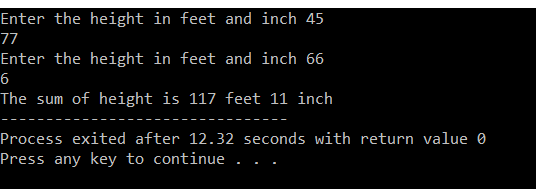 Enter the height in feet and inch 45
77
Enter the height in feet and inch 66
6
The sum of height is 117 feet 11 inch
--------------------------------
Process exited after 12.32 seconds with return value 0
Press any key to continue . . .